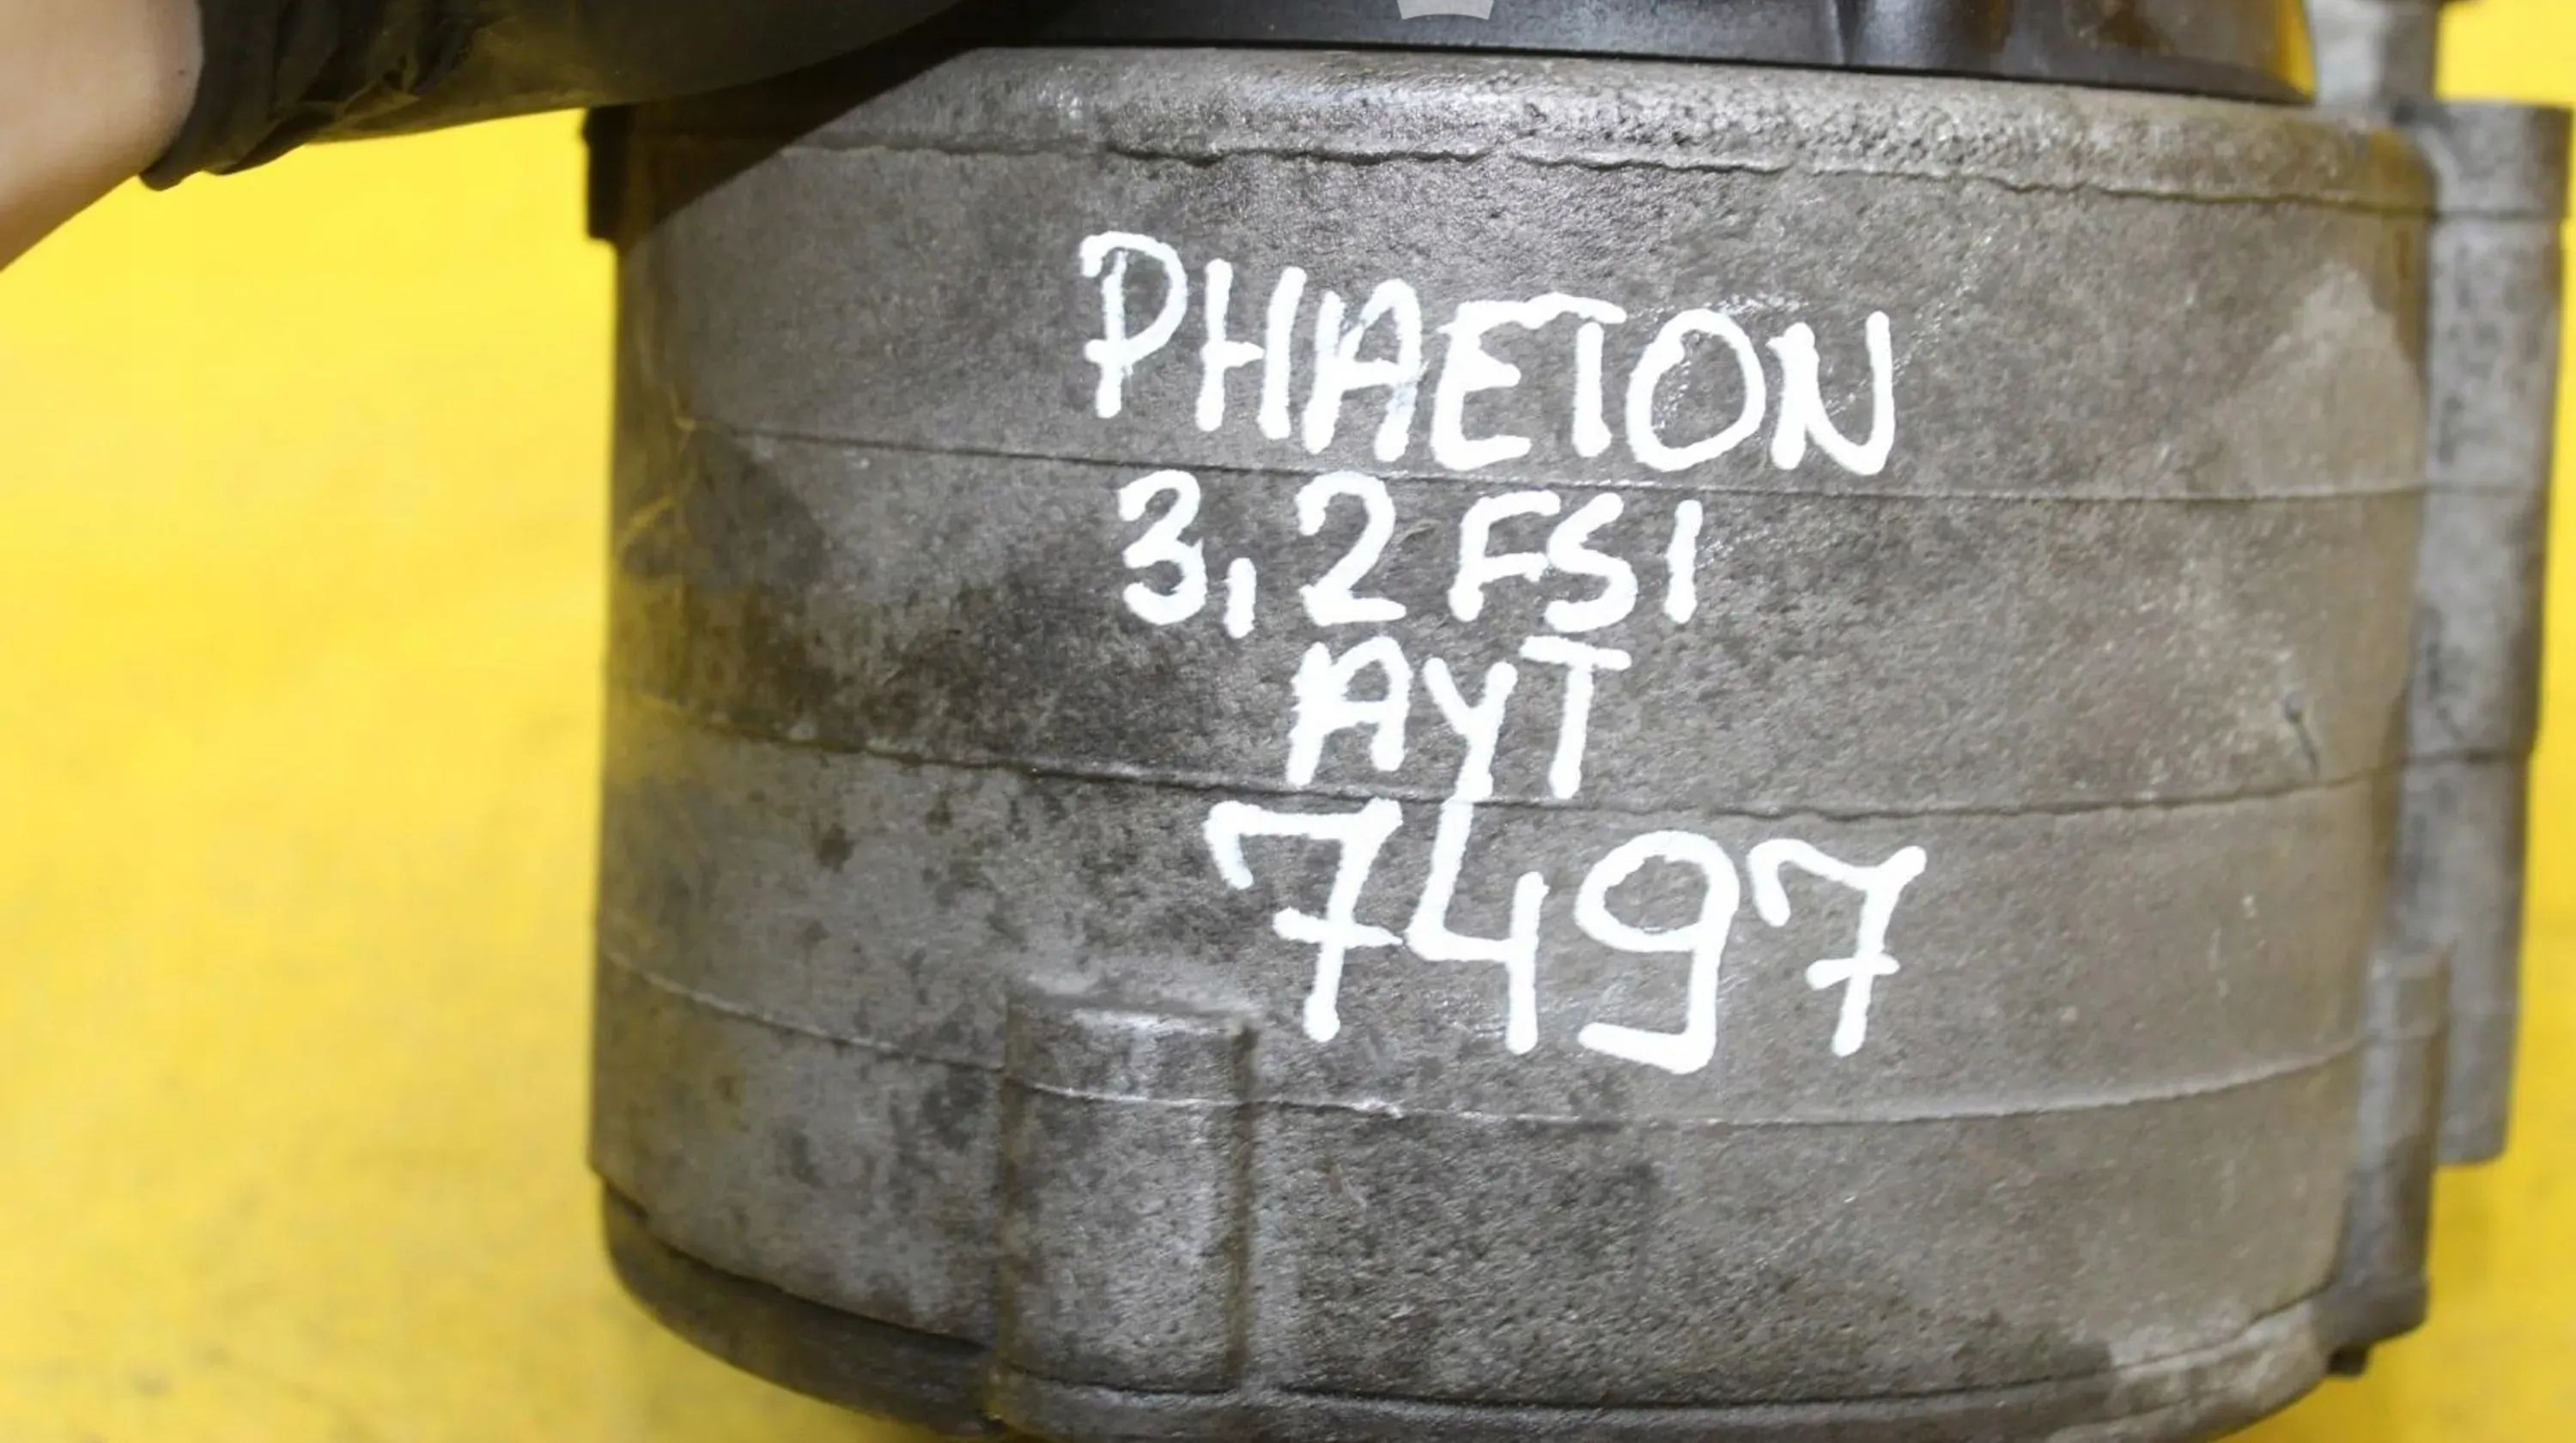 PHAETON
3,2 FSI
AYT
7497